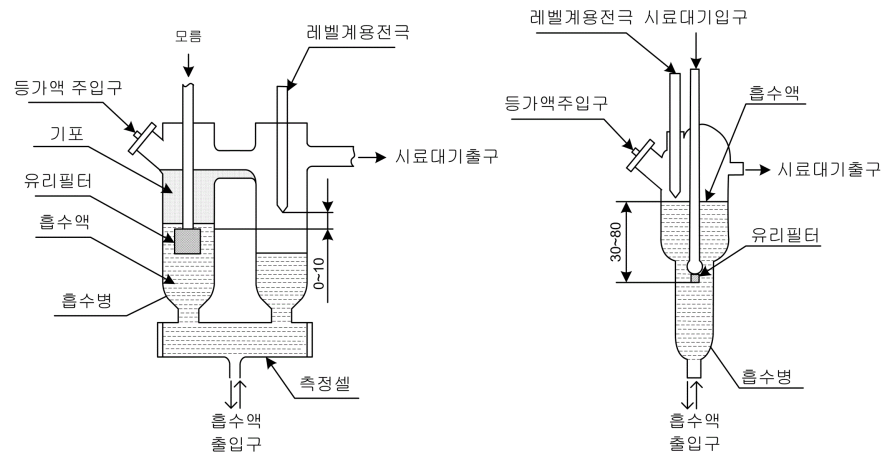 모름
레벨계용전극
등가액 주입구
기포
유리필터
흡수액
흡수병
시료대기출구
0~10
측정셀
흡수액
출입구
레벨계용전극 시료대기입구
등가액주입구
흡수액
시료대기출구
30~80
유리필터
흡수병
흡수액
출입구